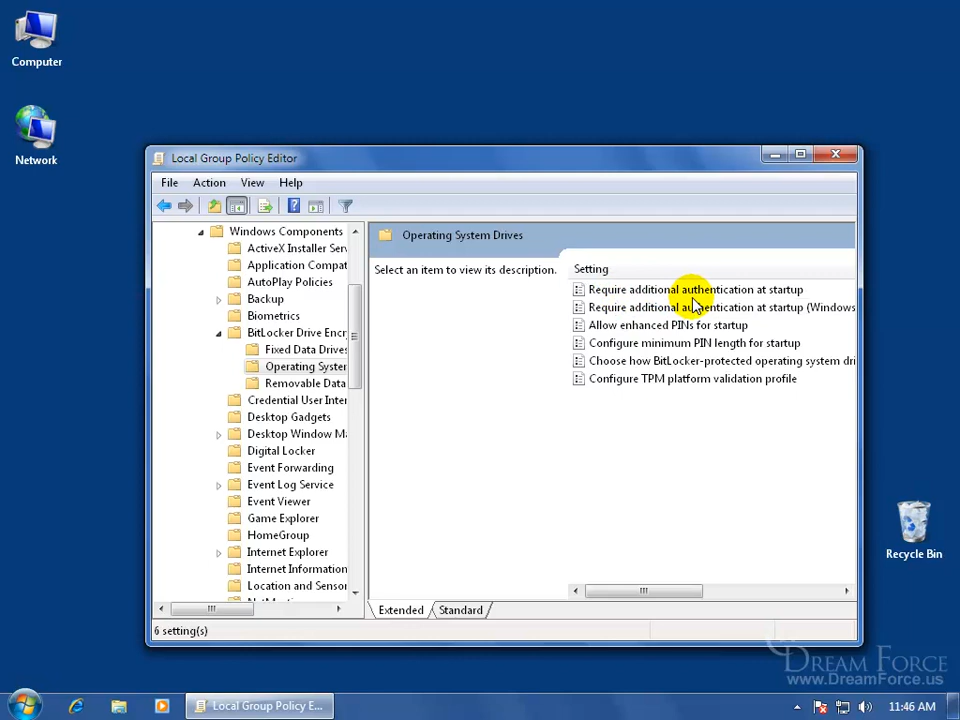 Computer
Network
Local Group Policy Editor
File Action View Help
Windows Components
ActiveX Installer Serv
Application Compat
AutoPlay Policies
Backup
Biometrics
BitLocker Drive Encr
Fixed Data Drives
Operating System
Removable Data
Credential User Inter
Desktop Gadgets
Desktop Window Ma
Digital Locker
Event Forwarding
Event Log Service
Event Viewer
Game Explorer
HomeGroup
Internet Explorer
Internet Information
Location and Sensor
Operating System Drives
Select an item to view its description.
Setting
Require additional authentication at startup
Require additional authentication at startup (Windows
Allow enhanced PINs for startup
Configure minimum PIN length for startup
Choose how BitLocker-protected operating system dri
Configure TPM platform validation profile
Extended Standard
6 setting(s)
Recycle Bin
DREAM FORCE
www.DreamForce.us
Local Group Policy E...
11:46 AM